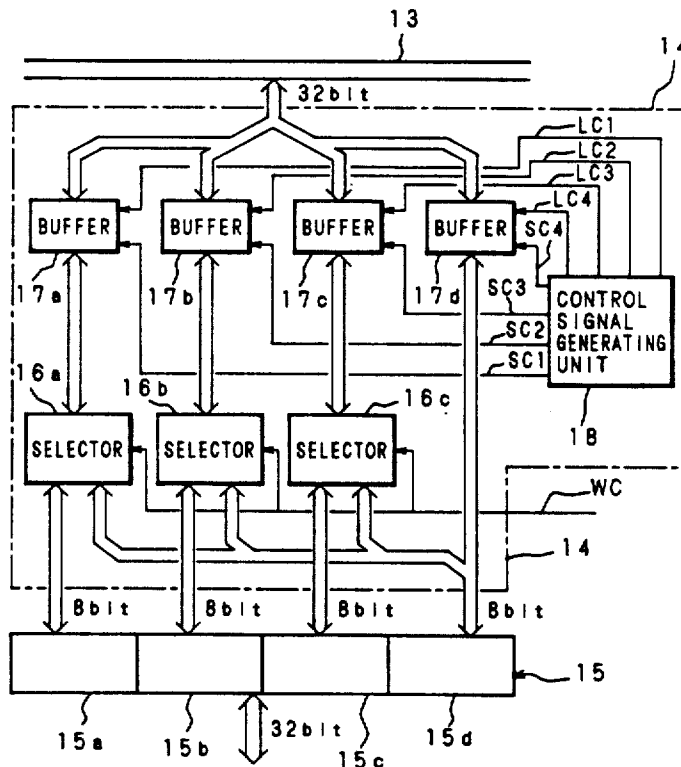 13
14
32bit
LC1
LC2
LC3
LC4
SC4
BUFFER
BUFFER
BUFFER
BUFFER
17a
17b
17c
17d
SC3
SC2
SC1
CONTROL
SIGNAL
GENERATING
UNIT
18
16a
16b
16c
SELECTOR
SELECTOR
SELECTOR
WC
14
8bit
8bit
8bit
8bit
15
15a
15b
32bit
15c
15d